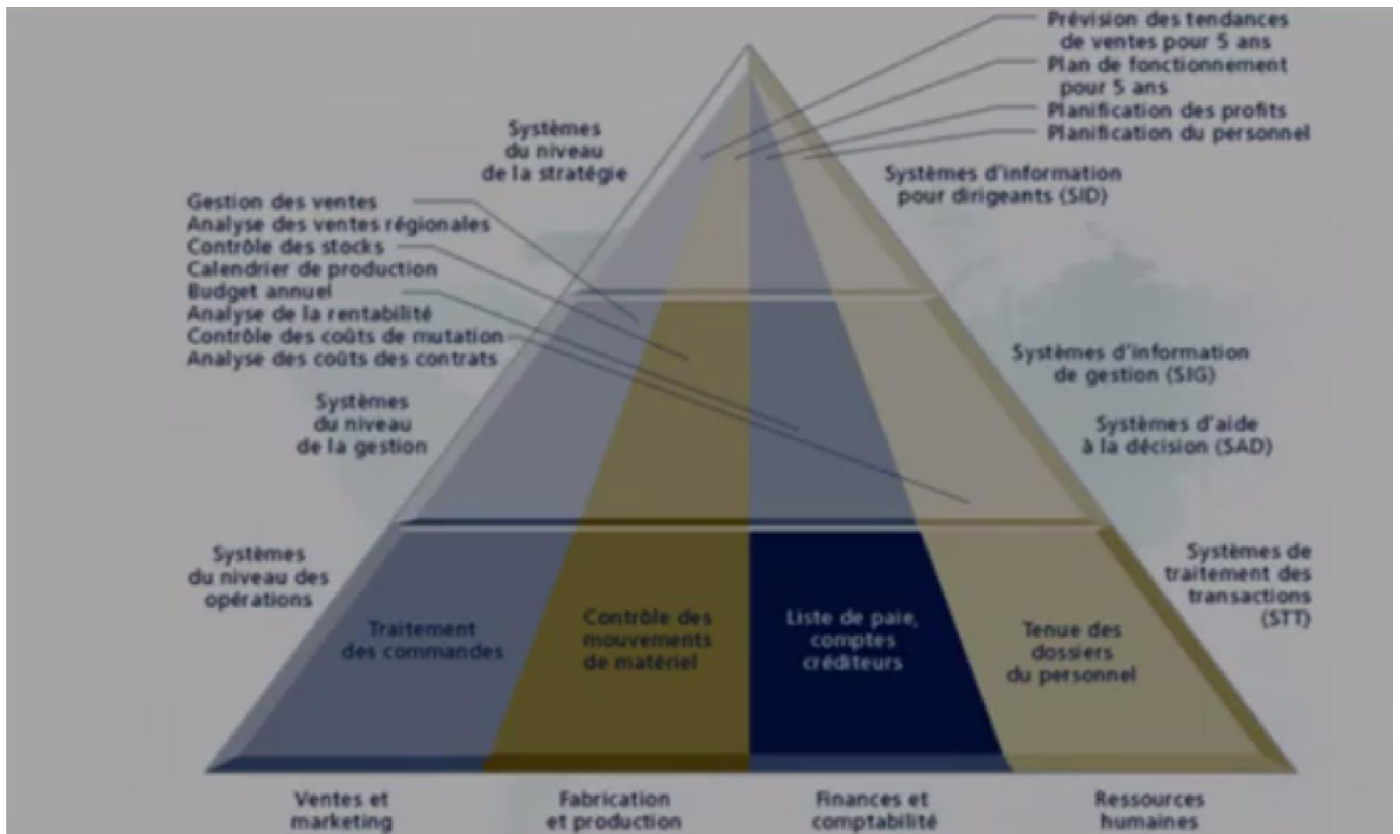 Prévision des tendances
de ventes pour 5 ans
Plan de fonctionnement
pour 5 ans
Planification des profits
Planification du personnel
Systèmes
du niveau
de la stratégie
Systèmes d'information
pour dirigeants (SID)
Gestion des ventes
Analyse des ventes régionales
Contrôle des stocks
Calendrier de production
Budget annuel
Analyse de la rentabilité
Contrôle des coûts de mutation
Analyse des coûts des contrats
Systèmes d'information
de gestion (SIG)
Systèmes
du niveau
de la gestion
Systèmes d'aide
à la décision (SAD)
Systèmes
du niveau des
opérations
Systèmes de
traitement des
transactions
(STT)
Traitement
des commandes
Contrôle des
mouvements
de matériel
Liste de paie,
comptes
créditeurs
Tenue des
dossiers
du personnel
Ventes et
marketing
Fabrication
et production
Finances et
comptabilité
Ressources
humaines